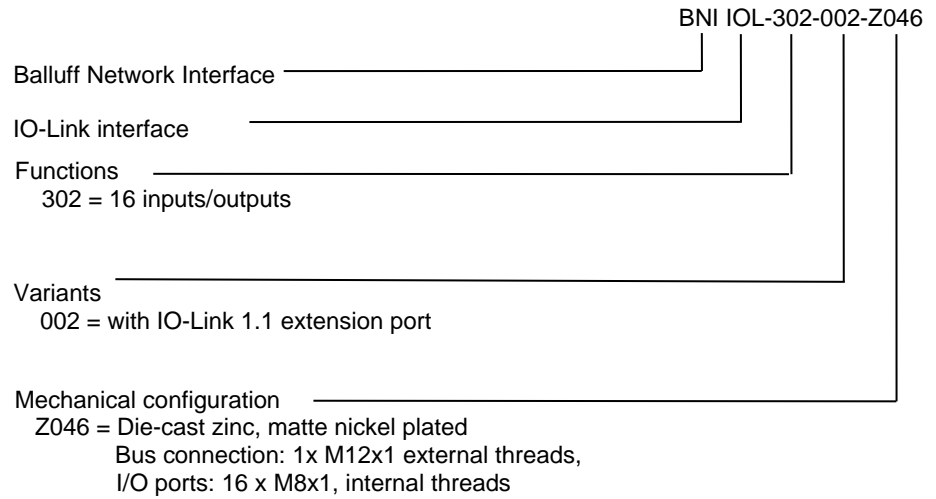 BNI IOL-302-002-Z046
Balluff Network Interface
IO-Link interface
Functions
302 = 16 inputs/outputs
Variants
002 = with IO-Link 1.1 extension port
Mechanical configuration
Z046 = Die-cast zinc, matte nickel plated
Bus connection: 1x M12x1 external threads,
I/O ports: 16 x M8x1, internal threads